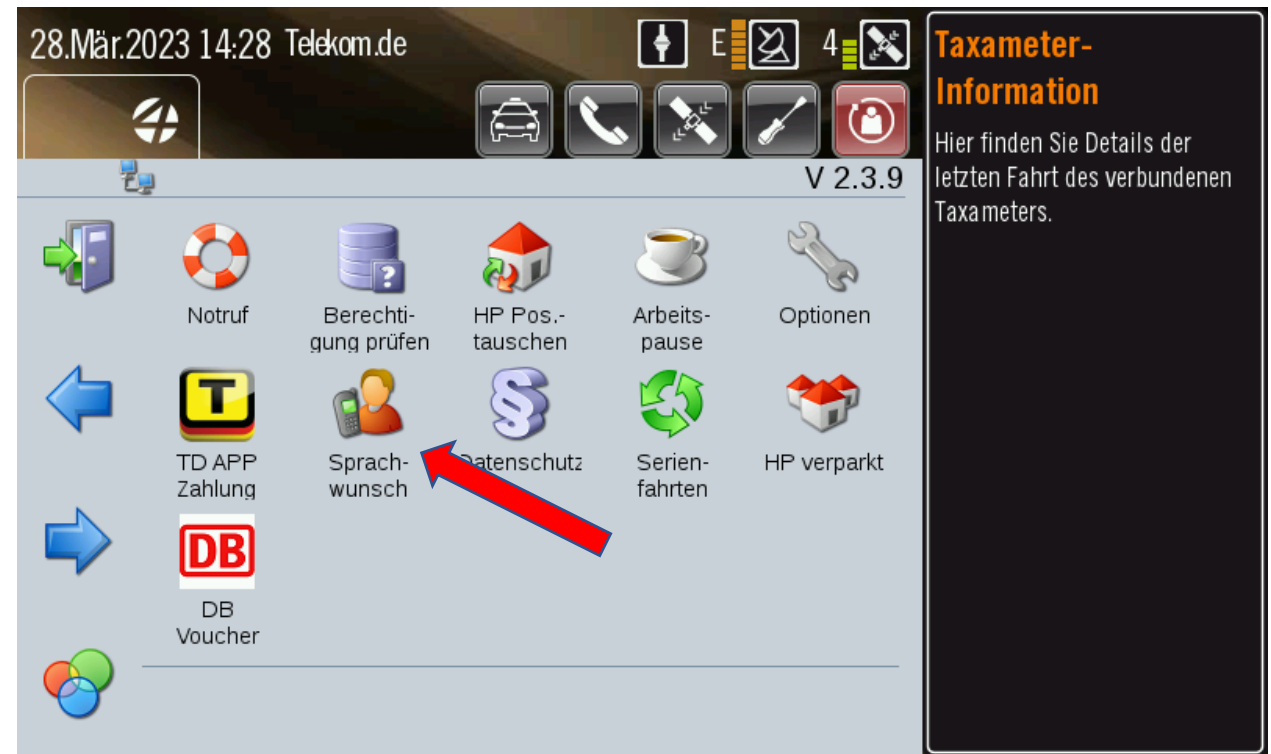 28.Mär.2023 14:28 Telekom.de
E
4
V 2.3.9
Notruf
Berechti-
gung prüfen
HP Pos.-
tauschen
Arbeits-
pause
Optionen
T
TD APP
Zahlung
Sprach-
wunsch
§
Datenschutz
Serien-
fahrten
HP verparkt
DB
DB
Voucher
Taxameter-
Information
Hier finden Sie Details der
letzten Fahrt des verbundenen
Taxameters.